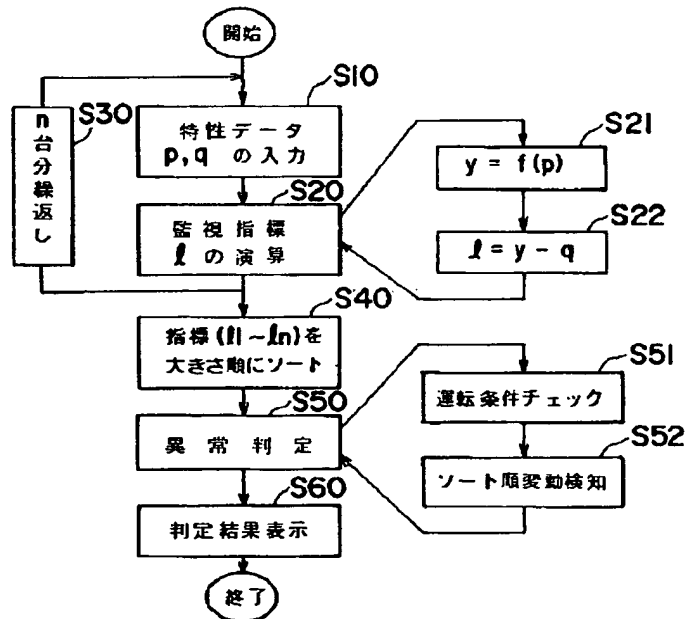 開始
S10
特性データ
p,q の入力
S20
監視指標
ℓ の演算
S21
y = f(p)
S22
ℓ = y - q
S30
n台分繰返し
S40
指標(ℓ1~ℓn)を
大きさ順にソート
S50
異常判定
S51
運転条件チェック
S52
ソート順変動検知
S60
判定結果表示
終了